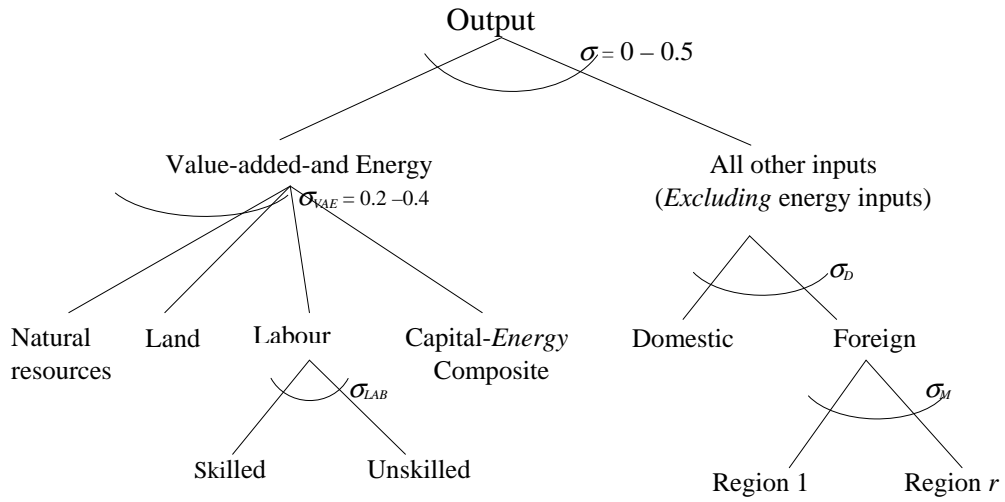 Output
σ = 0 – 0.5
Value-added-and Energy
σVAE = 0.2 –0.4
All other inputs
(Excluding energy inputs)
σD
Natural
resources
Land
Labour
Capital-Energy
Composite
Domestic
Foreign
σLAB
σM
Skilled
Unskilled
Region 1
Region r